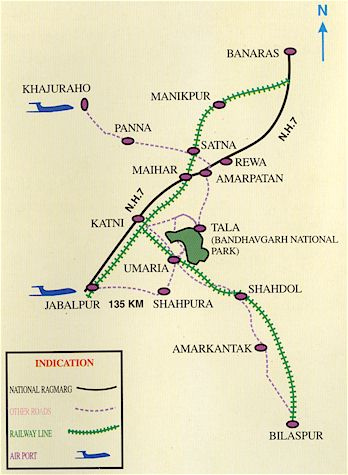 N
BANARAS
KHAJURAHO
MANIKPUR
PANNA
N.H.7
SATNA
REWA
MAIHAR
AMARPATAN
N.H.7
KATNI
TALA
(BANDHAVGARH NATIONAL
PARK)
UMARIA
SHAHDOL
JABALPUR 135 KM SHAHPURA
AMARKANTAK
BILASPUR
INDICATION
NATIONAL RAGMARG
OTHER ROADS
RAILWAY LINE
AIR PORT